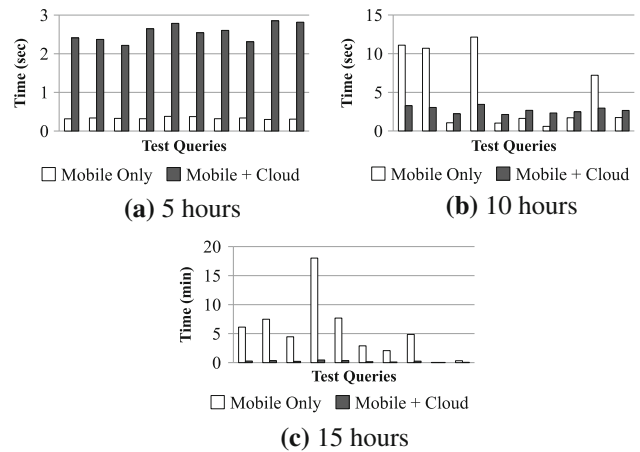 3
2
1
0
Time (sec)
Test Queries
Mobile Only Mobile + Cloud
(a) 5 hours
15
10
5
0
Time (sec)
Test Queries
Mobile Only Mobile + Cloud
(b) 10 hours
20
15
10
5
0
Time (min)
Test Queries
Mobile Only Mobile + Cloud
(c) 15 hours